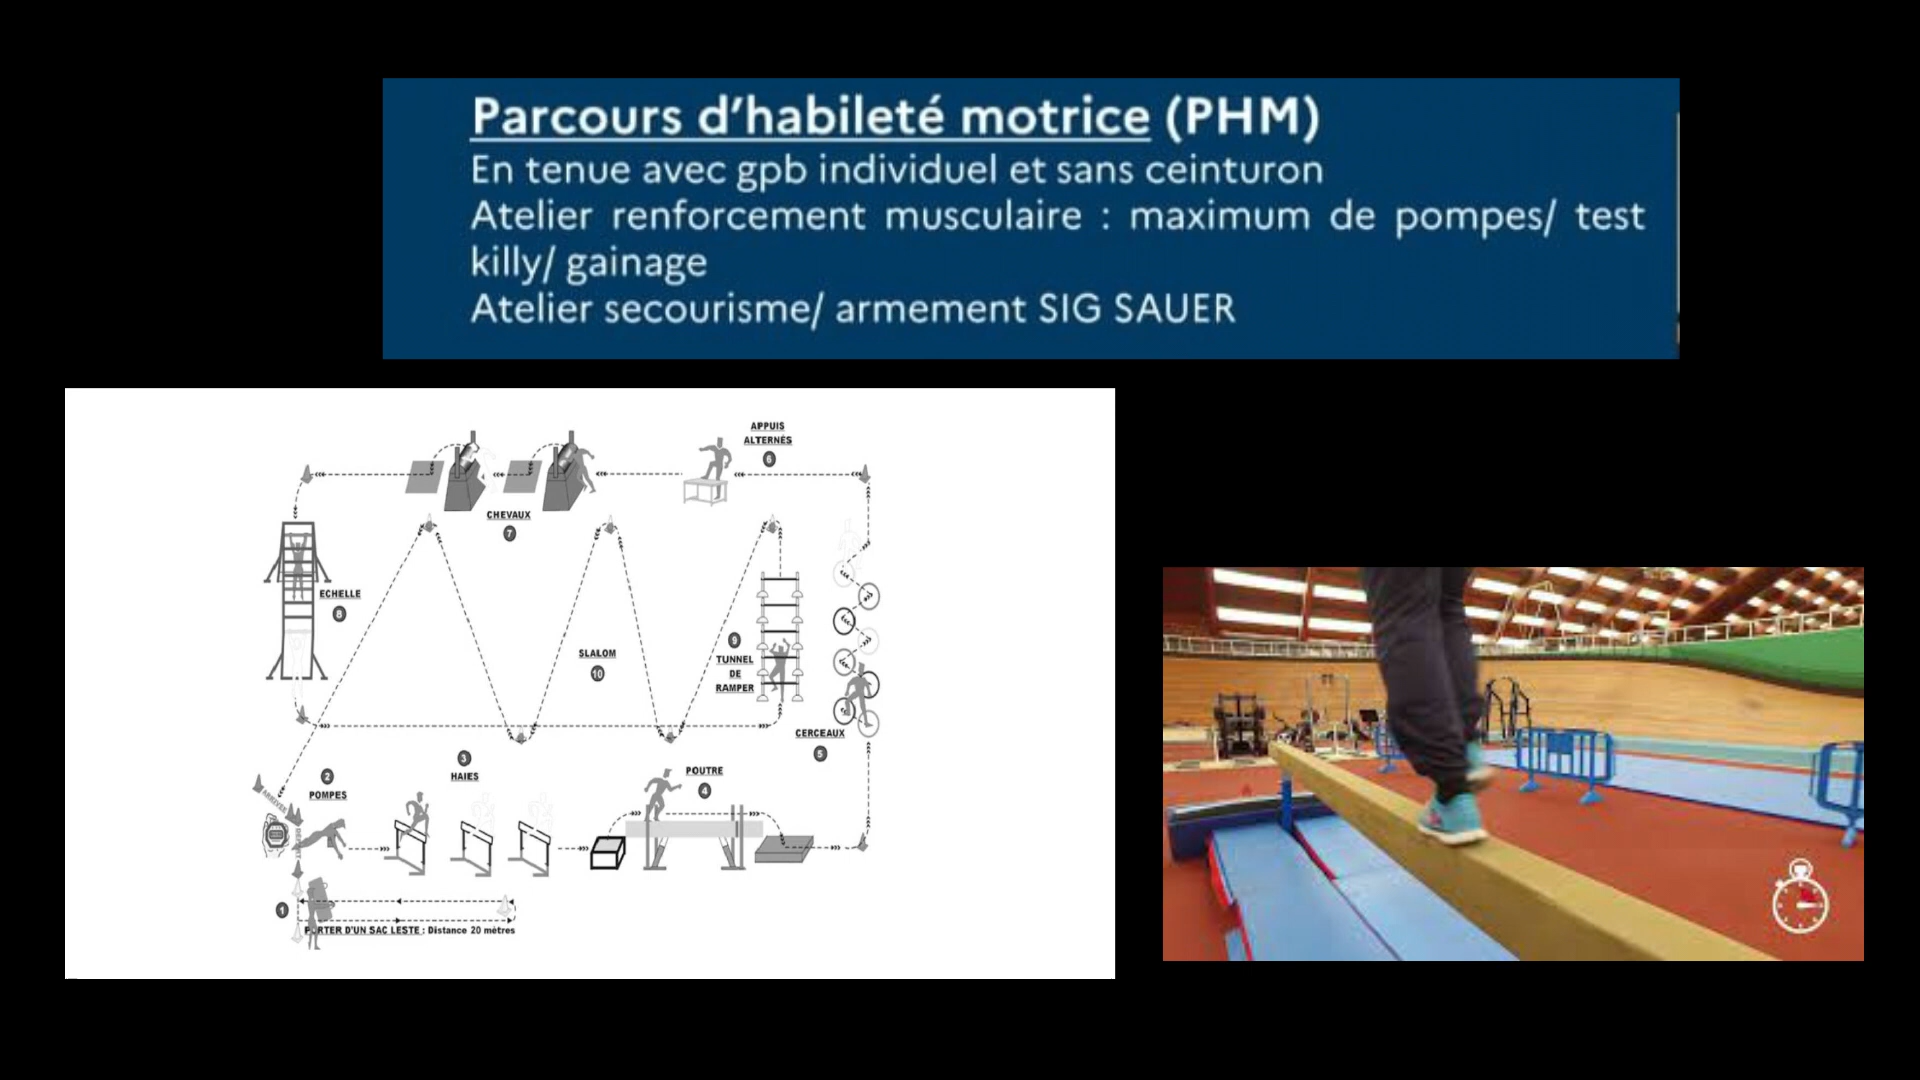 Parcours d'habileté motrice (PHM)
En tenue avec gpb individuel et sans ceinturon
Atelier renforcement musculaire : maximum de pompes/ test
killy/ gainage
Atelier secourisme/ armement SIG SAUER
APPUIS
ALTERNÉS
6
CHEVAUX
7
ECHELLE
8
SLALOM
10
9
TUNNEL
DE
RAMPER
CERCEAUX
5
3
HAIES
2
POMPES
POUTRE
4
ARRIVEE
DEPART
1
PORTER D'UN SAC LESTE : Distance 20 mètres